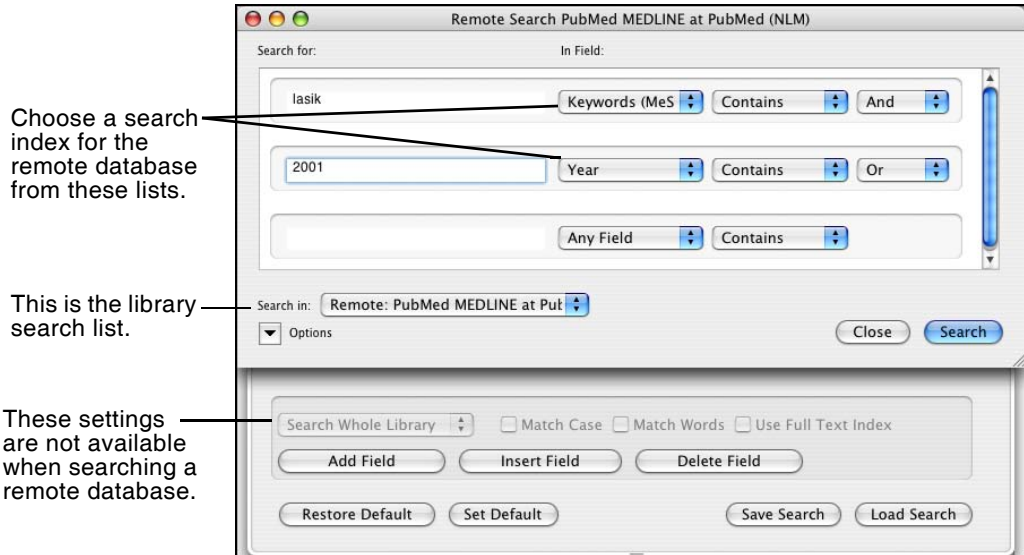 Remote Search PubMed MEDLINE at PubMed (NLM)
Search for:
In Field:
lasik
Keywords (MeS
Contains
And
Choose a search
index for the
remote database
from these lists.
2001
Year
Contains
Or
Any Field
Contains
This is the library
search list.
Search in:
Remote: PubMed MEDLINE at Pub
Options
Close
Search
These settings
are not available
when searching a
remote database.
Search Whole Library
Match Case
Match Words
Use Full Text Index
Add Field
Insert Field
Delete Field
Restore Default
Set Default
Save Search
Load Search